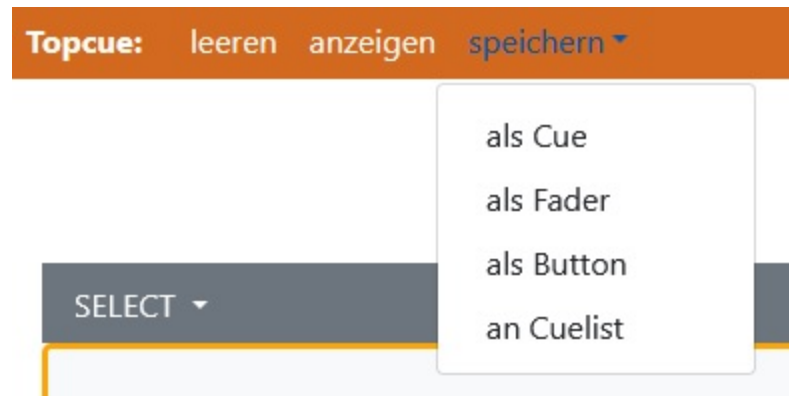 Topcue: leeren anzeigen speichern
als Cue
als Fader
als Button
an Cuelist
SELECT